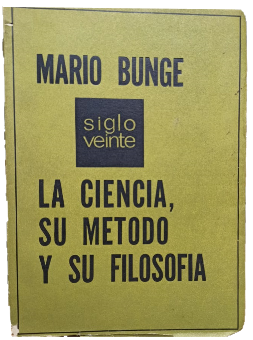 MARIO BUNGE
siglo
veinte
LA CIENCIA,
SU METODO
Y SU FILOSOFIA